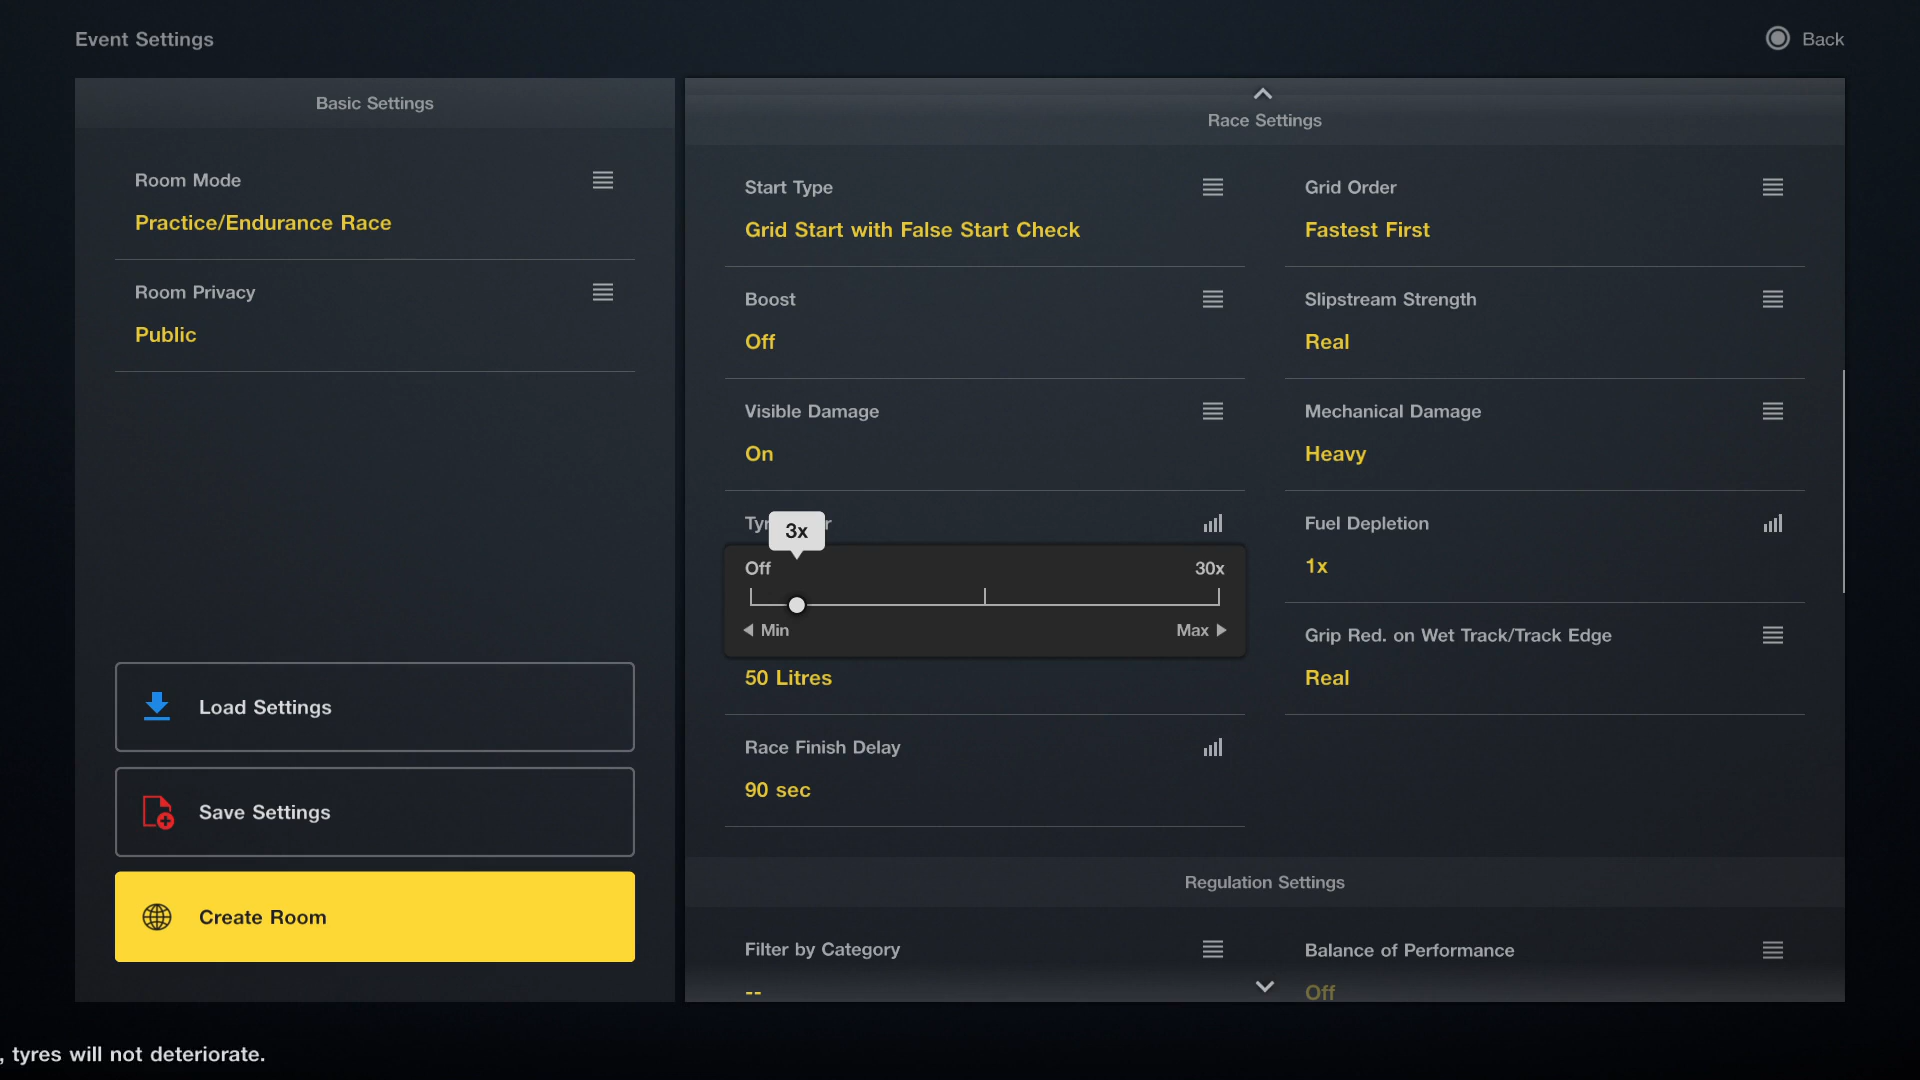 Event Settings
Back
Basic Settings
Room Mode
Practice/Endurance Race
Room Privacy
Public
Load Settings
Save Settings
Create Room
Race Settings
Start Type
Grid Start with False Start Check
Grid Order
Fastest First
Boost
Off
Slipstream Strength
Real
Visible Damage
On
Mechanical Damage
Heavy
3x
Off
30x
Min
Max
Fuel Depletion
1x
50 Litres
Grip Red. on Wet Track/Track Edge
Real
Race Finish Delay
90 sec
Regulation Settings
Filter by Category
--
Balance of Performance
Off
, tyres will not deteriorate.